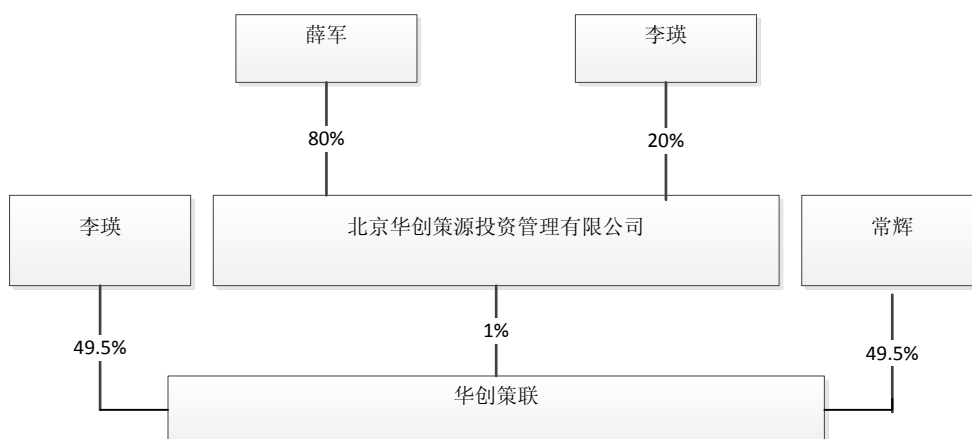 薛军
李瑛
80%
20%
李瑛
北京华创策源投资管理有限公司
常辉
1%
49.5%
49.5%
华创策联